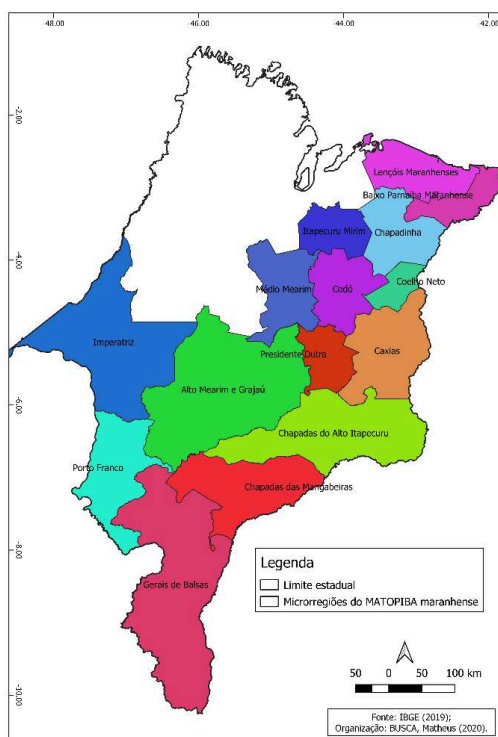 -48.00
-46.00
-44.00
-42.00
-2.00
Lençóis Maranhenses
Baixo Parnaíba Maranhense
Itapecuru Mirim
Chapadinha
-4.00
Médio Mearim
Codó
Coelho Neto
Imperatriz
Presidente Dutra
Caxias
Alto Mearim e Grajaú
-6.00
Chapadas do Alto Itapecuru
Porto Franco
Chapadas das Mangabeiras
-8.00
Gerais de Balsas
Legenda
Limite estadual
Microrregiões do MATOPIBA maranhense
50 0 50 100 km
-10.00
Fonte: IBGE (2019);
Organização: BUSCA, Matheus (2020).